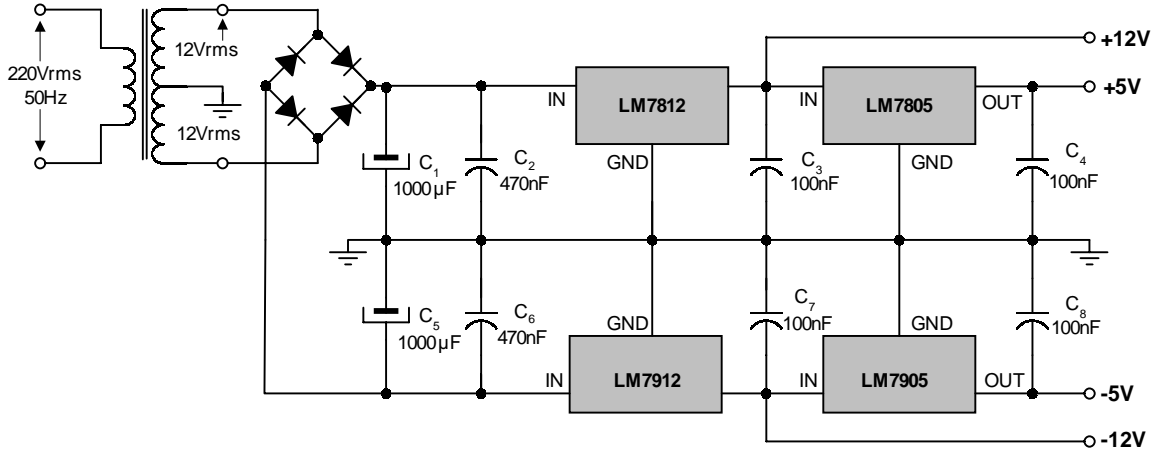 12Vrms
220Vrms
50Hz
12Vrms
+12V
IN
LM7812
IN
LM7805
OUT
+5V
GND
GND
C1
1000µF
C2
470nF
C3
100nF
C4
100nF
C5
1000µF
C6
470nF
C7
100nF
C8
100nF
GND
GND
IN
LM7912
IN
LM7905
OUT
-5V
-12V